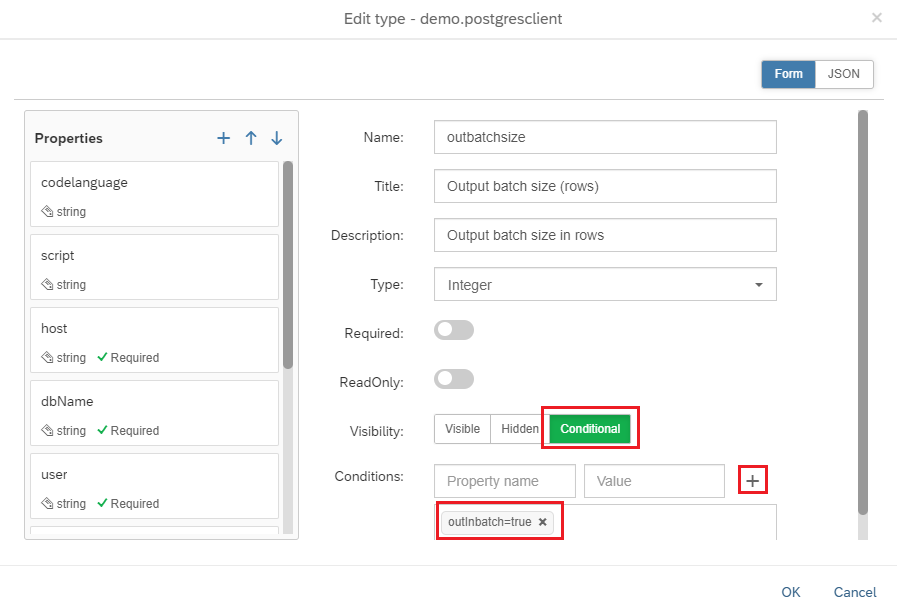 Edit type - demo.postgresclient
×
Form JSON
Properties
codelanguage
string
script
string
host
string Required
dbName
string Required
user
string Required
Name: outbatchsize
Title: Output batch size (rows)
Description: Output batch size in rows
Type: Integer
Required:
ReadOnly:
Visibility: Visible Hidden Conditional
Conditions: Property name Value +
outInbatch=true ×
OK Cancel